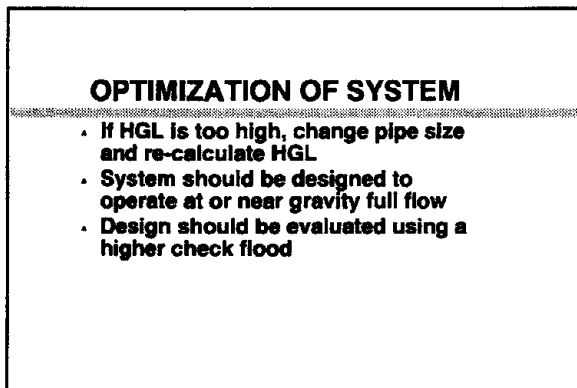 OPTIMIZATION OF SYSTEM
If HGL is too high, change pipe size
and re-calculate HGL
System should be designed to
operate at or near gravity full flow
Design should be evaluated using a
higher check flood